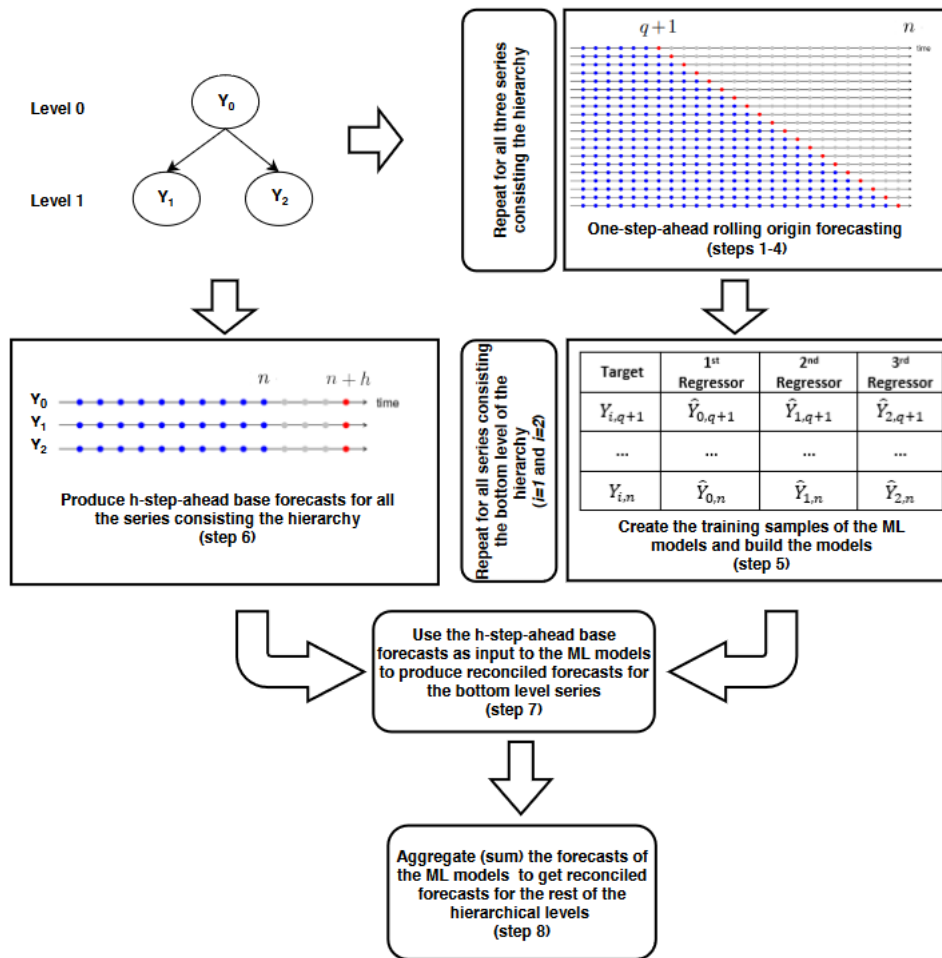 Level 0
Y₀
Level 1
Y₁
Y₂
Repeat for all three series
consisting the hierarchy
q + 1
n
time
One-step-ahead rolling origin forecasting
(steps 1-4)
n
n + h
Y₀
time
Y₁
Y₂
Produce h-step-ahead base forecasts for all
the series consisting the hierarchy
(step 6)
Repeat for all series consisting
the bottom level of the
hierarchy
(i=1 and i=2)
Target
1st
Regressor
2nd
Regressor
3rd
Regressor
Yᵢ,q+1 Ŷ₀,q+1 Ŷ₁,q+1 Ŷ₂,q+1
... ... ... ...
Yᵢ,n Ŷ₀,n Ŷ₁,n Ŷ₂,n
Create the training samples of the ML
models and build the models
(step 5)
Use the h-step-ahead base
forecasts as input to the ML models
to produce reconciled forecasts for
the bottom level series
(step 7)
Aggregate (sum) the forecasts of
the ML models to get reconciled
forecasts for the rest of the
hierarchical levels
(step 8)